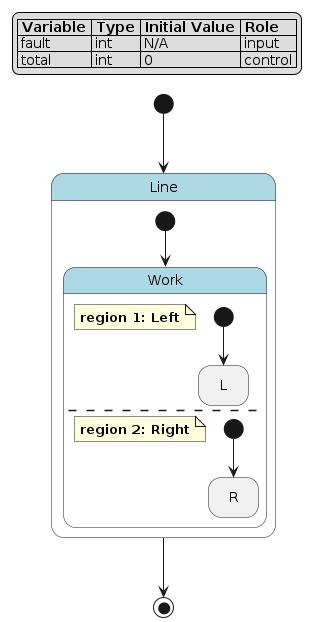 Variable Type Initial Value Role
fault int N/A input
total int 0 control
Line
Work
region 1: Left
L
region 2: Right
R